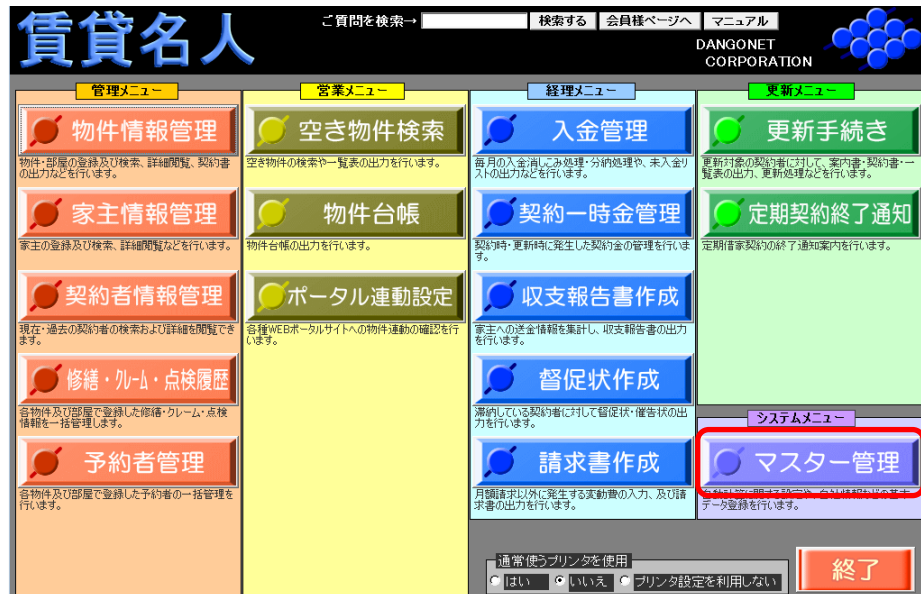 賃貸名人
ご質問を検索→
検索する
会員様ページへ
マニュアル
DANGONET
CORPORATION
管理メニュー
物件情報管理
物件・部屋の登録及び検索、詳細閲覧、契約書
の出力などを行います。
家主情報管理
家主の登録及び検索、詳細閲覧などを行います。
契約者情報管理
現在・過去の契約者の検索および詳細を閲覧でき
ます。
修繕・クレーム・点検履歴
各物件及び部屋で登録した修繕・クレーム・点検
情報を一括管理します。
予約者管理
各物件及び部屋で登録した予約者の一括管理を
行います。
営業メニュー
空き物件検索
空き物件の検索や一覧表の出力を行います。
物件台帳
物件台帳の出力を行います。
ポータル連動設定
各種WEBポータルサイトへの物件連動の確認を行
います。
経理メニュー
入金管理
毎月の入金消しこみ処理・分納処理や、未入金リ
ストの出力などを行います。
契約一時金管理
契約時・更新時に発生した契約金の管理を行いま
す。
収支報告書作成
家主への送金情報を集計し、収支報告書の出力
を行います。
督促状作成
滞納している契約者に対して督促状・催告状の出
力を行います。
請求書作成
月額請求以外に発生する変動費の入力、及び請
求書の出力を行います。
更新メニュー
更新手続き
更新対象の契約者に対して、案内書・契約書・一
覧表の出力、更新処理などを行います。
定期契約終了通知
定期借家契約の終了通知案内を行います。
システムメニュー
マスター管理
自動計算に関する設定や、自社情報などの基本
データ登録を行います。
通常使うプリンタを使用
はい
いいえ
プリンタ設定を利用しない
終了